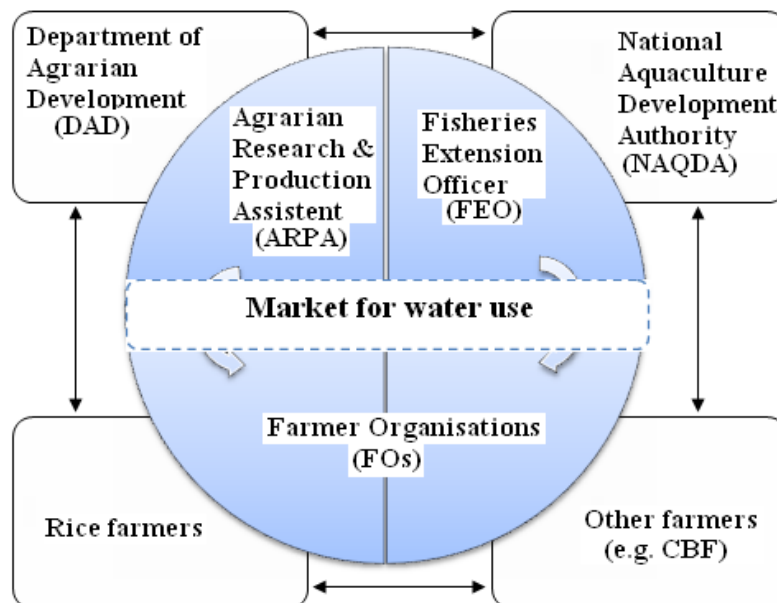 Department of
Agrarian
Development
(DAD)
National
Aquaculture
Development
Authority
(NAQDA)
Agrarian
Research &
Production
Assistent
(ARPA)
Fisheries
Extension
Officer
(FEO)
Market for water use
Farmer Organisations
(FOs)
Rice farmers
Other farmers
(e.g. CBF)